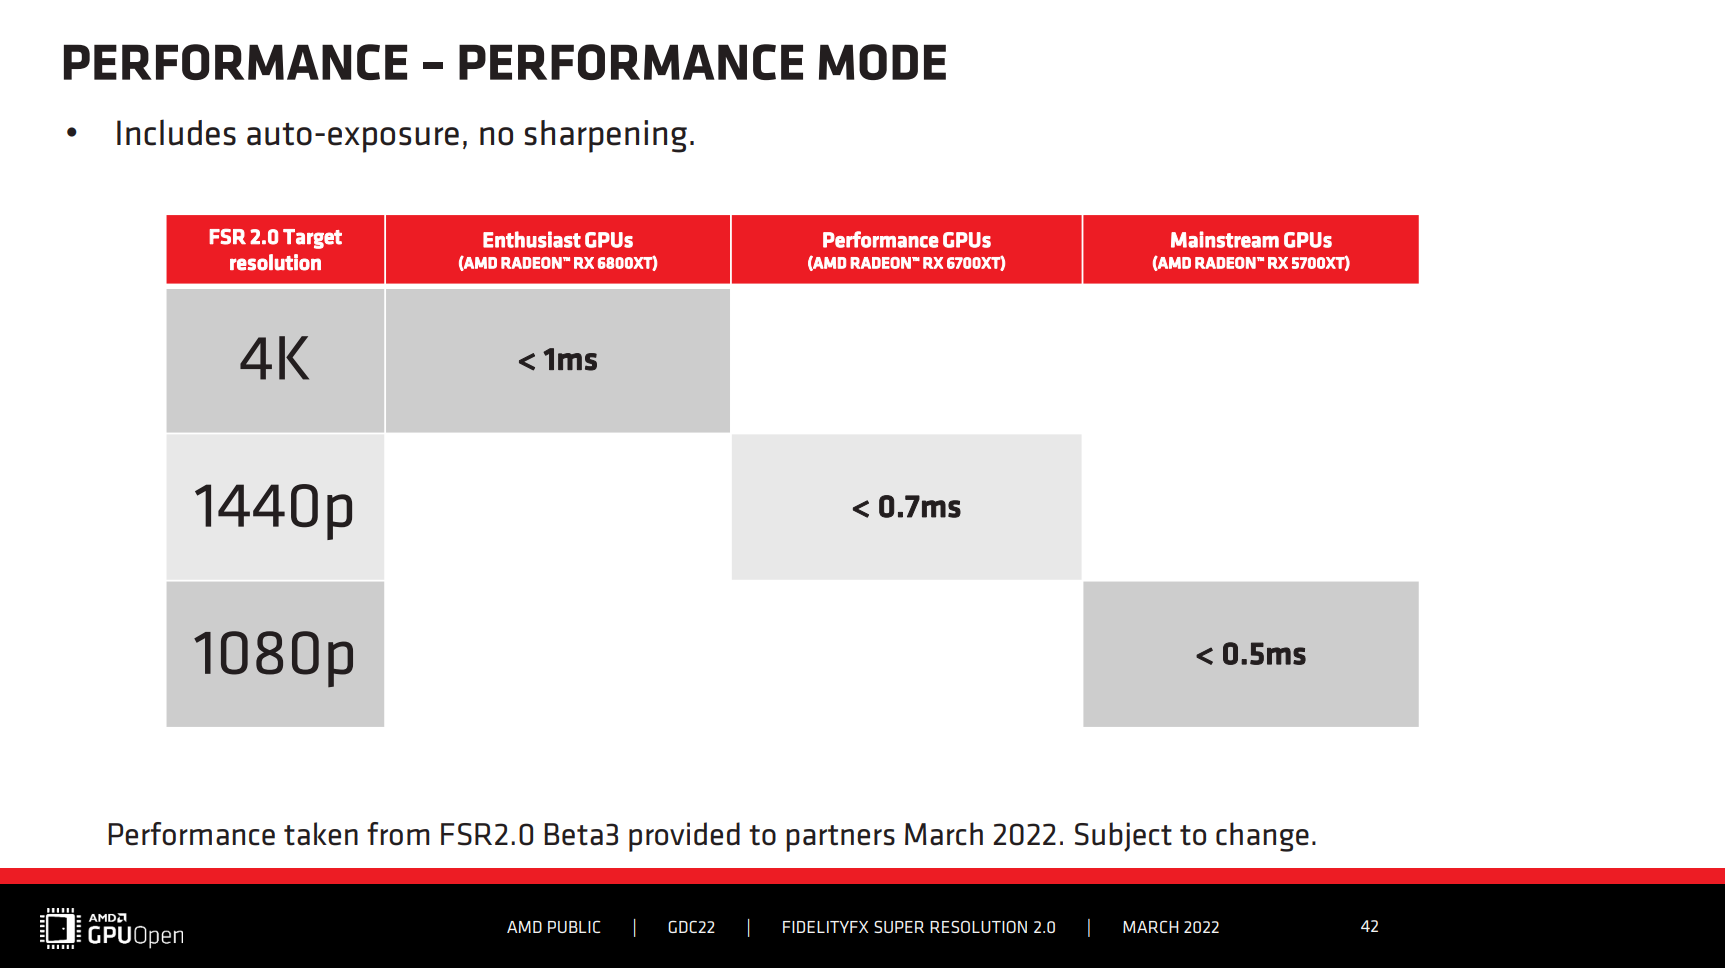 PERFORMANCE – PERFORMANCE MODE
• Includes auto-exposure, no sharpening.
FSR 2.0 Target
resolution
Enthusiast GPUs
(AMD RADEON™ RX 6800XT)
Performance GPUs
(AMD RADEON™ RX 6700XT)
Mainstream GPUs
(AMD RADEON™ RX 5700XT)
4K
< 1ms
1440p
< 0.7ms
1080p
< 0.5ms
Performance taken from FSR2.0 Beta3 provided to partners March 2022. Subject to change.
AMD
GPUOpen
AMD PUBLIC | GDC22 | FIDELITYFX SUPER RESOLUTION 2.0 | MARCH 2022
42